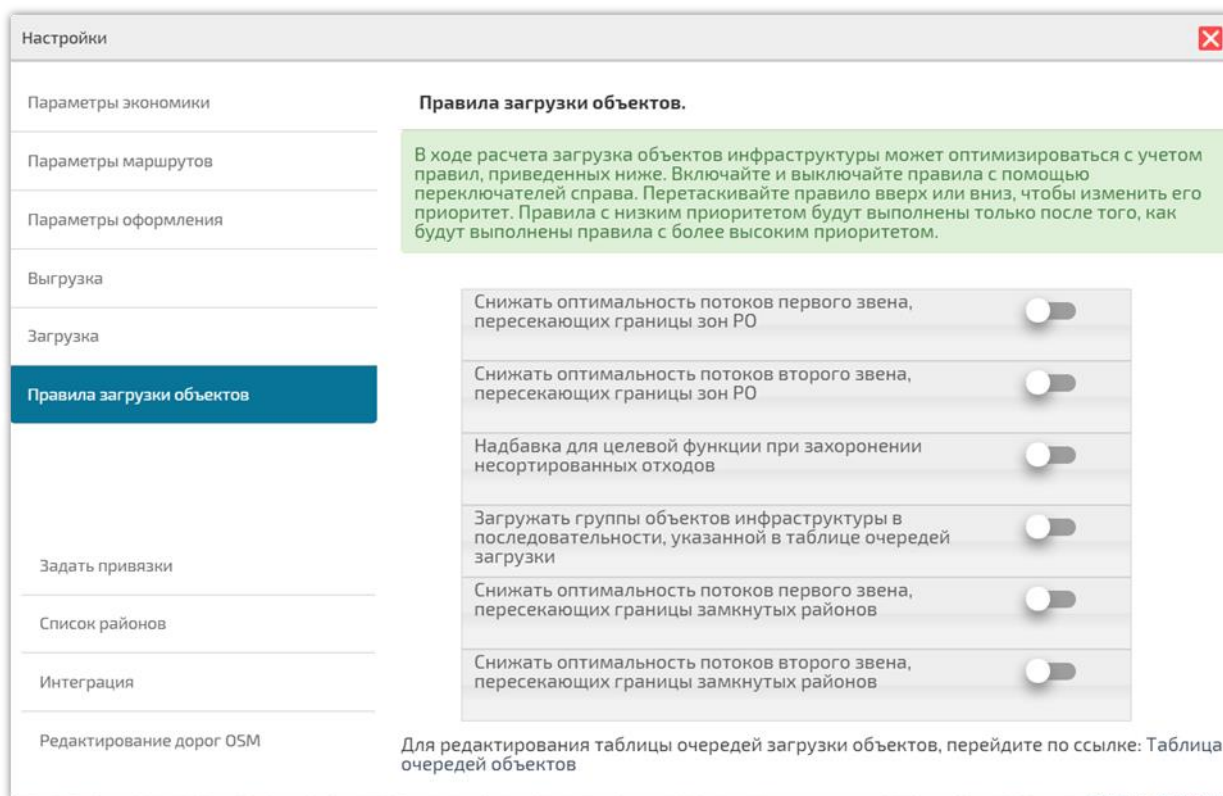 Настройки
Параметры экономики
Параметры маршрутов
Параметры оформления
Выгрузка
Загрузка
Правила загрузки объектов
Задать привязки
Список районов
Интеграция
Редактирование дорог OSM
Правила загрузки объектов.
В ходе расчета загрузка объектов инфраструктуры может оптимизироваться с учетом
правил, приведенных ниже. Включайте и выключайте правила с помощью
переключателей справа. Перетаскивайте правило вверх или вниз, чтобы изменить его
приоритет. Правила с низким приоритетом будут выполнены только после того, как
будут выполнены правила с более высоким приоритетом.
Снижать оптимальность потоков первого звена,
пересекающих границы зон РО
Снижать оптимальность потоков второго звена,
пересекающих границы зон РО
Надбавка для целевой функции при захоронении
несортированных отходов
Загружать группы объектов инфраструктуры в
последовательности, указанной в таблице очередей
загрузки
Снижать оптимальность потоков первого звена,
пересекающих границы замкнутых районов
Снижать оптимальность потоков второго звена,
пересекающих границы замкнутых районов
Для редактирования таблицы очередей загрузки объектов, перейдите по ссылке: Таблица
очередей объектов